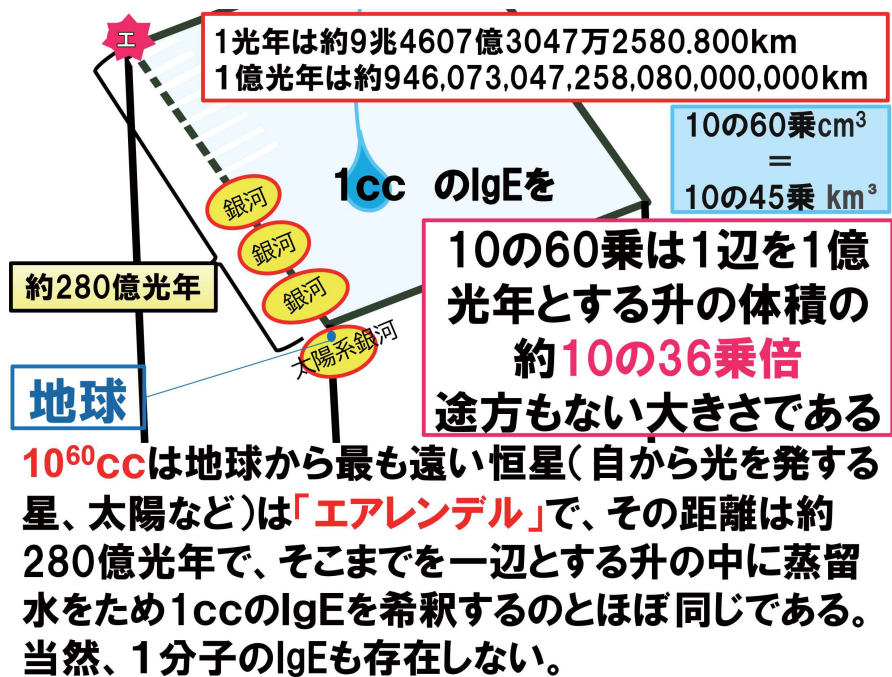 エ
1光年は約9兆4607億3047万2580.800km
1億光年は約946,073,047,258,080,000,000km
10の60乗cm³
=
10の45乗 km³
1cc のIgEを
銀河
銀河
銀河
太陽系銀河
約280億光年
地球
10の60乗は1辺を1億
光年とする升の体積の
約10の36乗倍
途方もない大きさである
10⁶⁰ccは地球から最も遠い恒星(自から光を発する
星、太陽など)は「エアレンデル」で、その距離は約
280億光年で、そこまでを一辺とする升の中に蒸留
水をため1ccのIgEを希釈するのとほぼ同じである。
当然、1分子のIgEも存在しない。